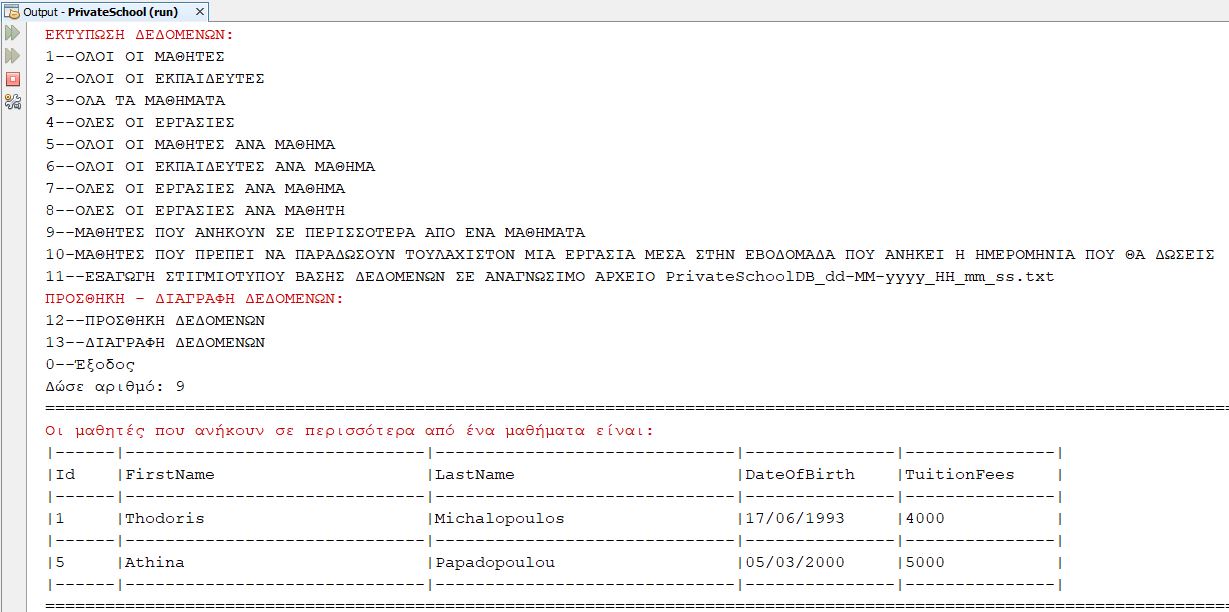 Output - PrivateSchool (run) ×
ΕΚΤΥΠΩΣΗ ΔΕΔΟΜΕΝΩΝ:
1--ΟΛΟΙ ΟΙ ΜΑΘΗΤΕΣ
2--ΟΛΟΙ ΟΙ ΕΚΠΑΙΔΕΥΤΕΣ
3--ΟΛΑ ΤΑ ΜΑΘΗΜΑΤΑ
4--ΟΛΕΣ ΟΙ ΕΡΓΑΣΙΕΣ
5--ΟΛΟΙ ΟΙ ΜΑΘΗΤΕΣ ΑΝΑ ΜΑΘΗΜΑ
6--ΟΛΟΙ ΟΙ ΕΚΠΑΙΔΕΥΤΕΣ ΑΝΑ ΜΑΘΗΜΑ
7--ΟΛΕΣ ΟΙ ΕΡΓΑΣΙΕΣ ΑΝΑ ΜΑΘΗΜΑ
8--ΟΛΕΣ ΟΙ ΕΡΓΑΣΙΕΣ ΑΝΑ ΜΑΘΗΤΗ
9--ΜΑΘΗΤΕΣ ΠΟΥ ΑΝΗΚΟΥΝ ΣΕ ΠΕΡΙΣΣΟΤΕΡΑ ΑΠΟ ΕΝΑ ΜΑΘΗΜΑΤΑ
10-ΜΑΘΗΤΕΣ ΠΟΥ ΠΡΕΠΕΙ ΝΑ ΠΑΡΑΔΩΣΟΥΝ ΤΟΥΛΑΧΙΣΤΟΝ ΜΙΑ ΕΡΓΑΣΙΑ ΜΕΣΑ ΣΤΗΝ ΕΒΟΔΟΜΑΔΑ ΠΟΥ ΑΝΗΚΕΙ Η ΗΜΕΡΟΜΗΝΙΑ ΠΟΥ ΘΑ ΔΩΣΕΙΣ
11--ΕΞΑΓΩΓΗ ΣΤΙΓΜΙΟΤΥΠΟΥ ΒΑΣΗΣ ΔΕΔΟΜΕΝΩΝ ΣΕ ΑΝΑΓΝΩΣΙΜΟ ΑΡΧΕΙΟ PrivateSchoolDB_dd-MM-yyyy_HH_mm_ss.txt
ΠΡΟΣΘΗΚΗ - ΔΙΑΓΡΑΦΗ ΔΕΔΟΜΕΝΩΝ:
12--ΠΡΟΣΘΗΚΗ ΔΕΔΟΜΕΝΩΝ
13--ΔΙΑΓΡΑΦΗ ΔΕΔΟΜΕΝΩΝ
0--Έξοδος
Δώσε αριθμό: 9
Οι μαθητές που ανήκουν σε περισσότερα από ένα μαθήματα είναι:
|Id |FirstName |LastName |DateOfBirth |TuitionFees |
|1 |Thodoris |Michalopoulos |17/06/1993 |4000 |
|5 |Athina |Papadopoulou |05/03/2000 |5000 |